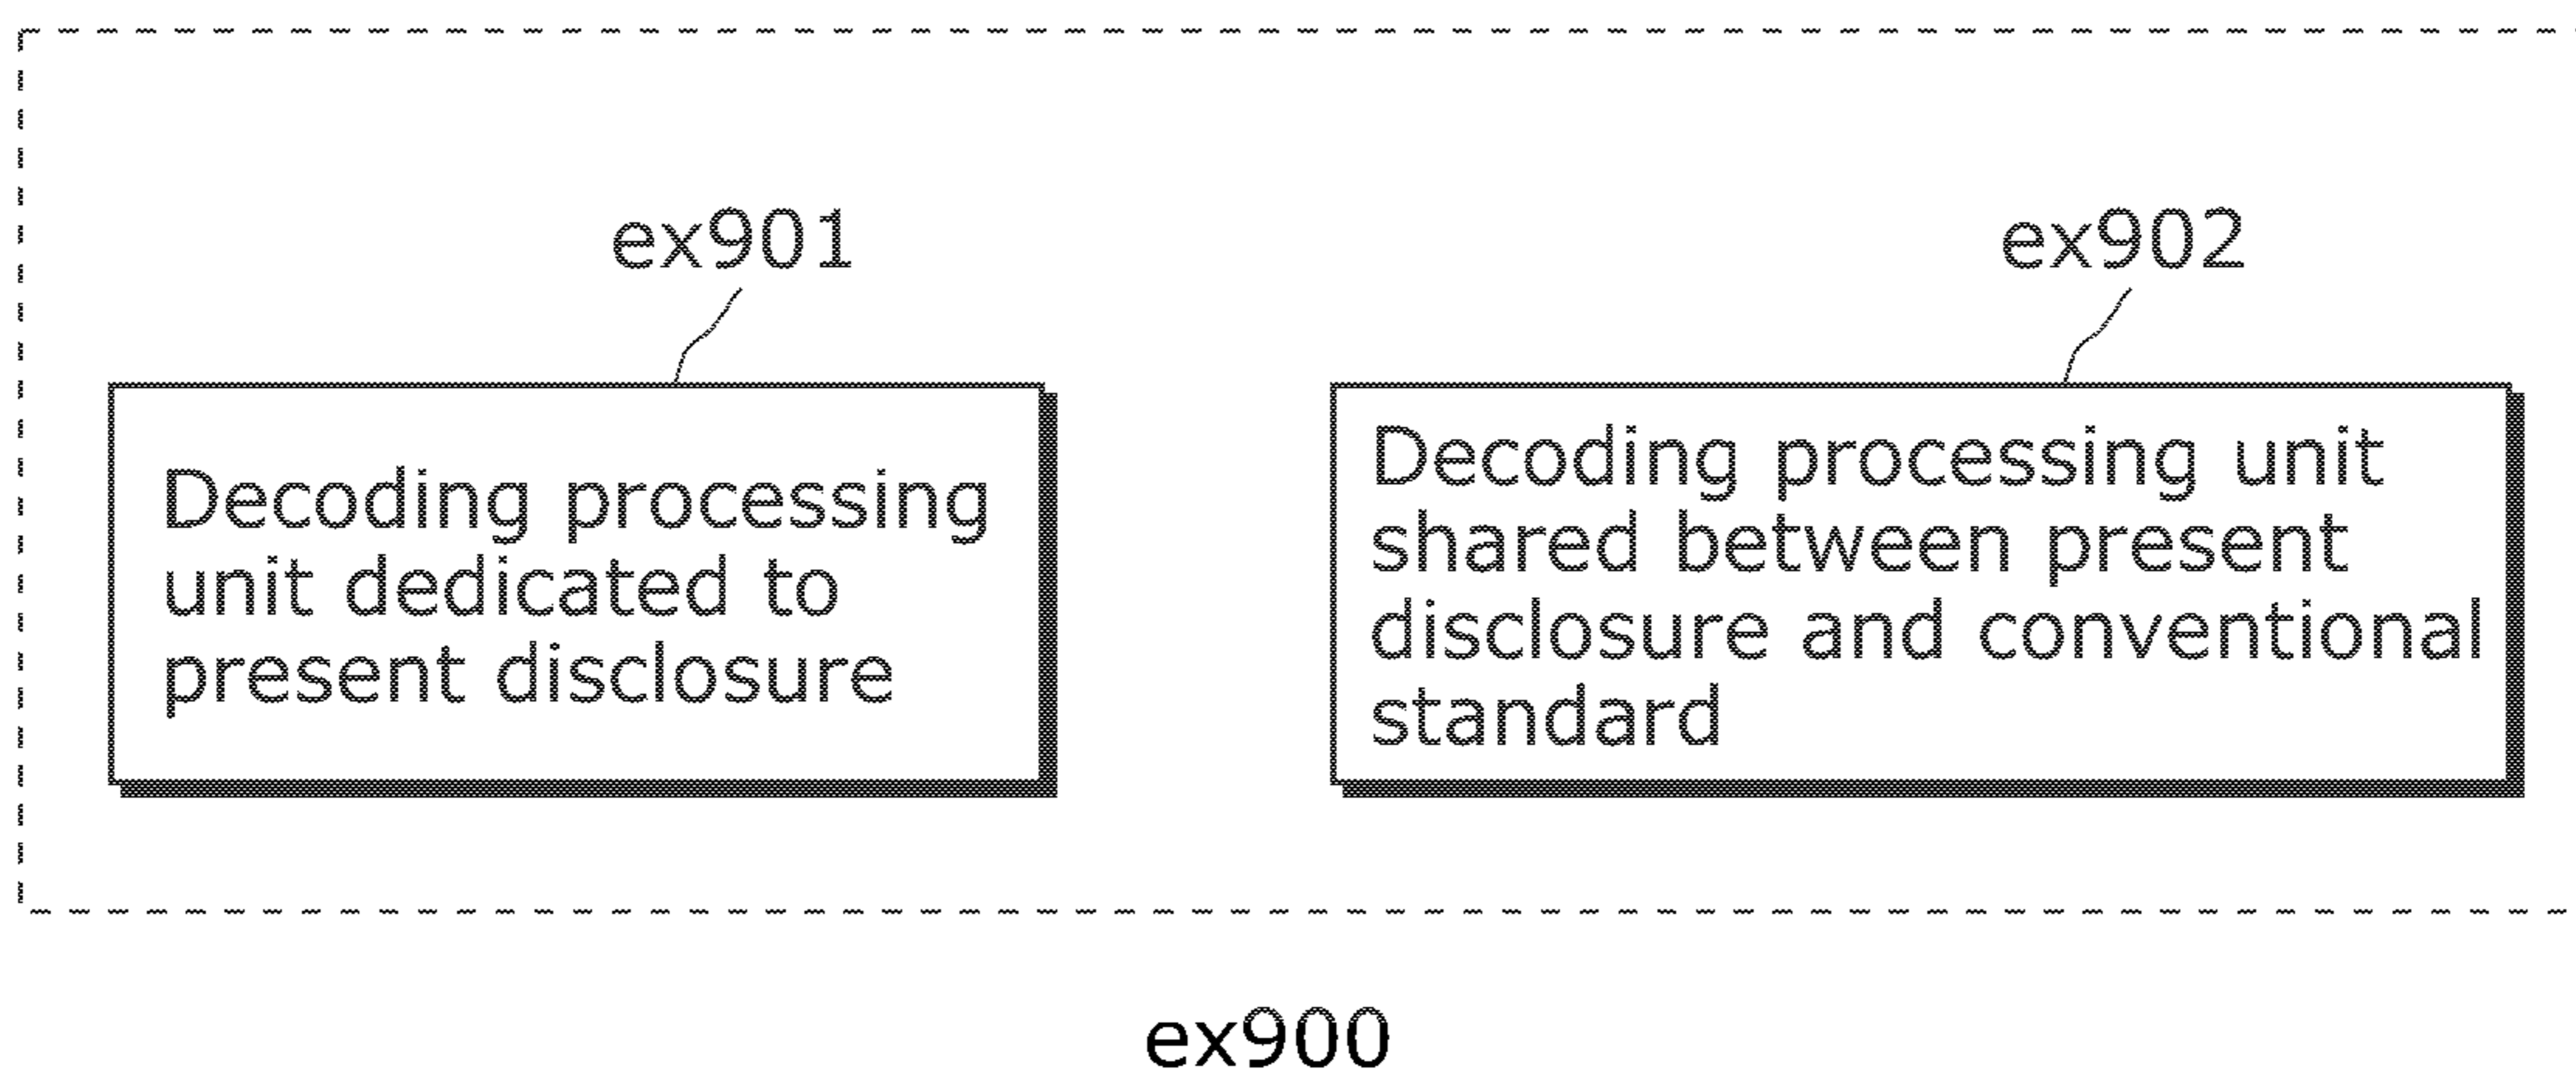 ex901
Decoding processing
unit dedicated to
present disclosure
ex902
Decoding processing unit
shared between present
disclosure and conventional
standard
ex900